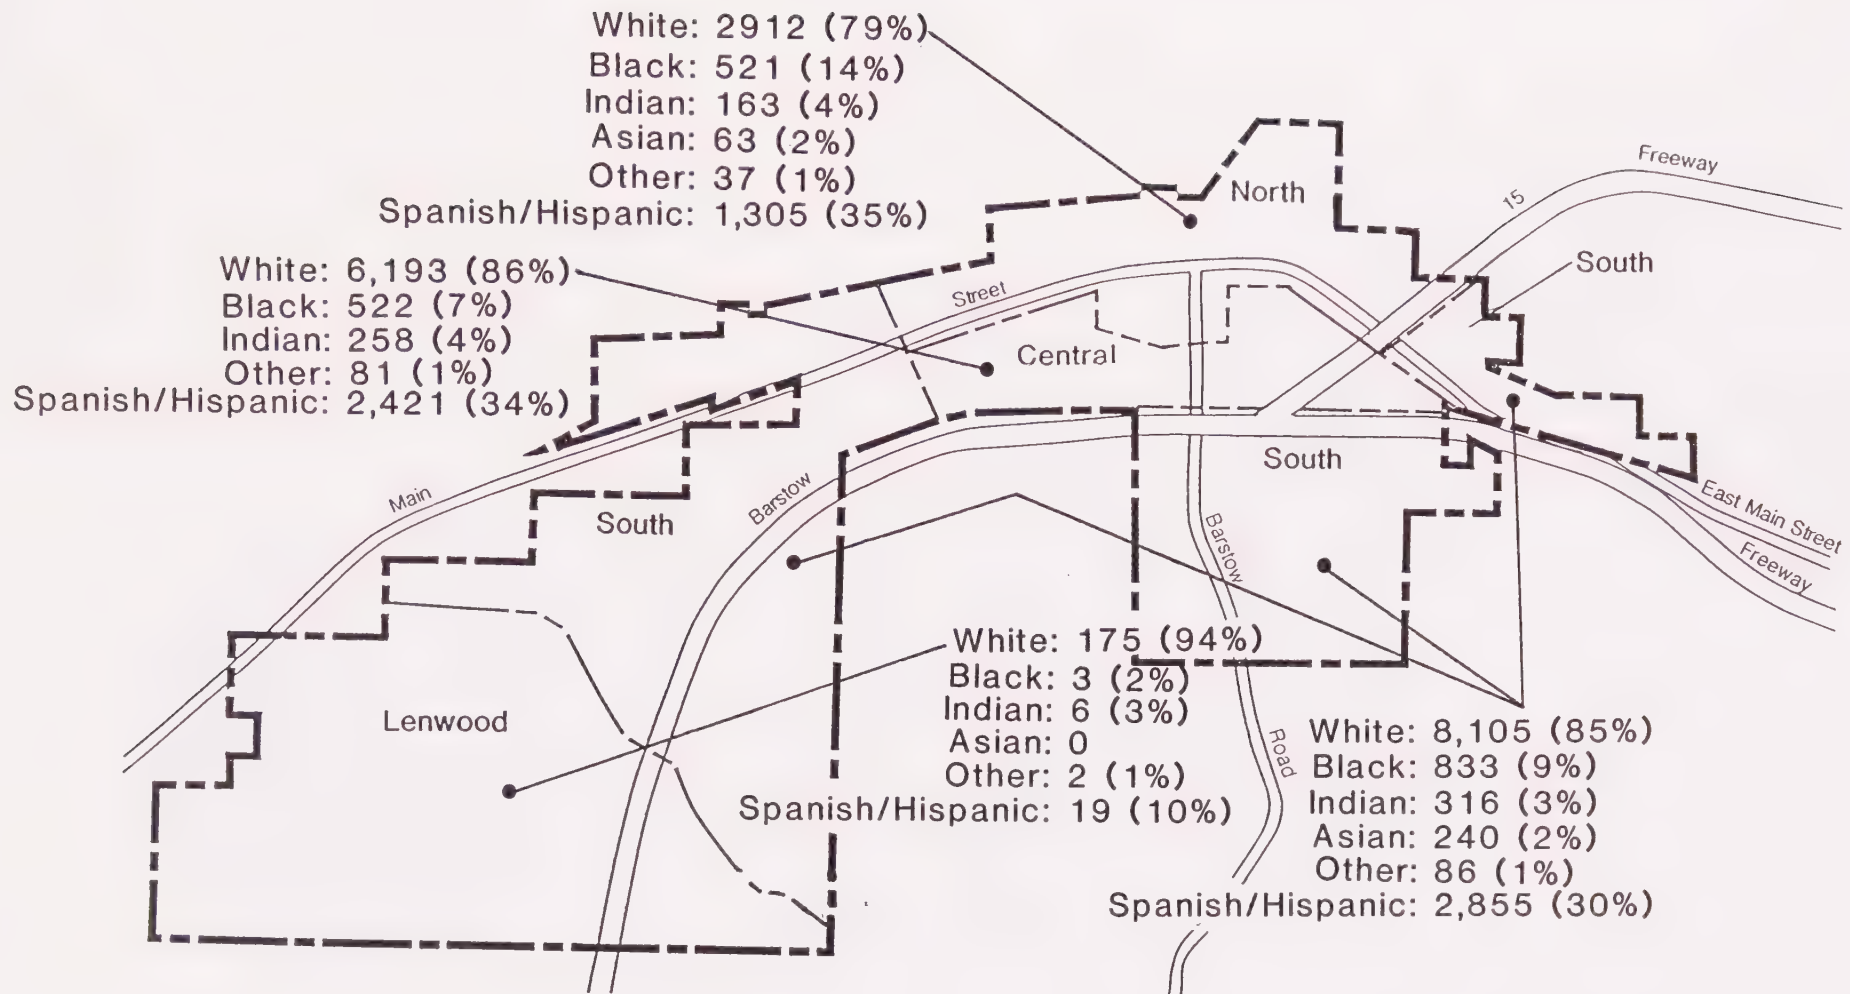 White: 2912 (79%)
Black: 521 (14%)
Indian: 163 (4%)
Asian: 63 (2%)
Other: 37 (1%)
Spanish/Hispanic: 1,305 (35%)
North
Freeway
15
South
White: 6,193 (86%)
Black: 522 (7%)
Indian: 258 (4%)
Other: 81 (1%)
Spanish/Hispanic: 2,421 (34%)
Street
Central
Main
South
Barstow
South
East Main Street
Freeway
Barstow
Road
Lenwood
White: 175 (94%)
Black: 3 (2%)
Indian: 6 (3%)
Asian: 0
Other: 2 (1%)
Spanish/Hispanic: 19 (10%)
White: 8,105 (85%)
Black: 833 (9%)
Indian: 316 (3%)
Asian: 240 (2%)
Other: 86 (1%)
Spanish/Hispanic: 2,855 (30%)